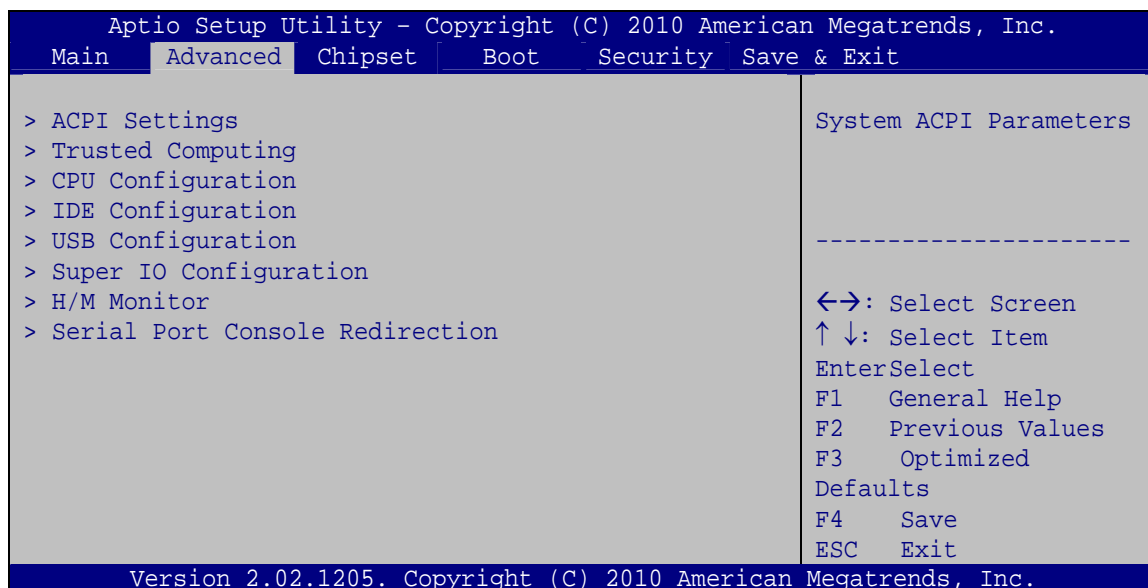 Aptio Setup Utility – Copyright (C) 2010 American Megatrends, Inc.
Main Advanced Chipset Boot Security Save & Exit
> ACPI Settings
> Trusted Computing
> CPU Configuration
> IDE Configuration
> USB Configuration
> Super IO Configuration
> H/M Monitor
> Serial Port Console Redirection
System ACPI Parameters
----------------------
←→: Select Screen
↑ ↓: Select Item
EnterSelect
F1 General Help
F2 Previous Values
F3 Optimized
Defaults
F4 Save
ESC Exit
Version 2.02.1205. Copyright (C) 2010 American Megatrends, Inc.